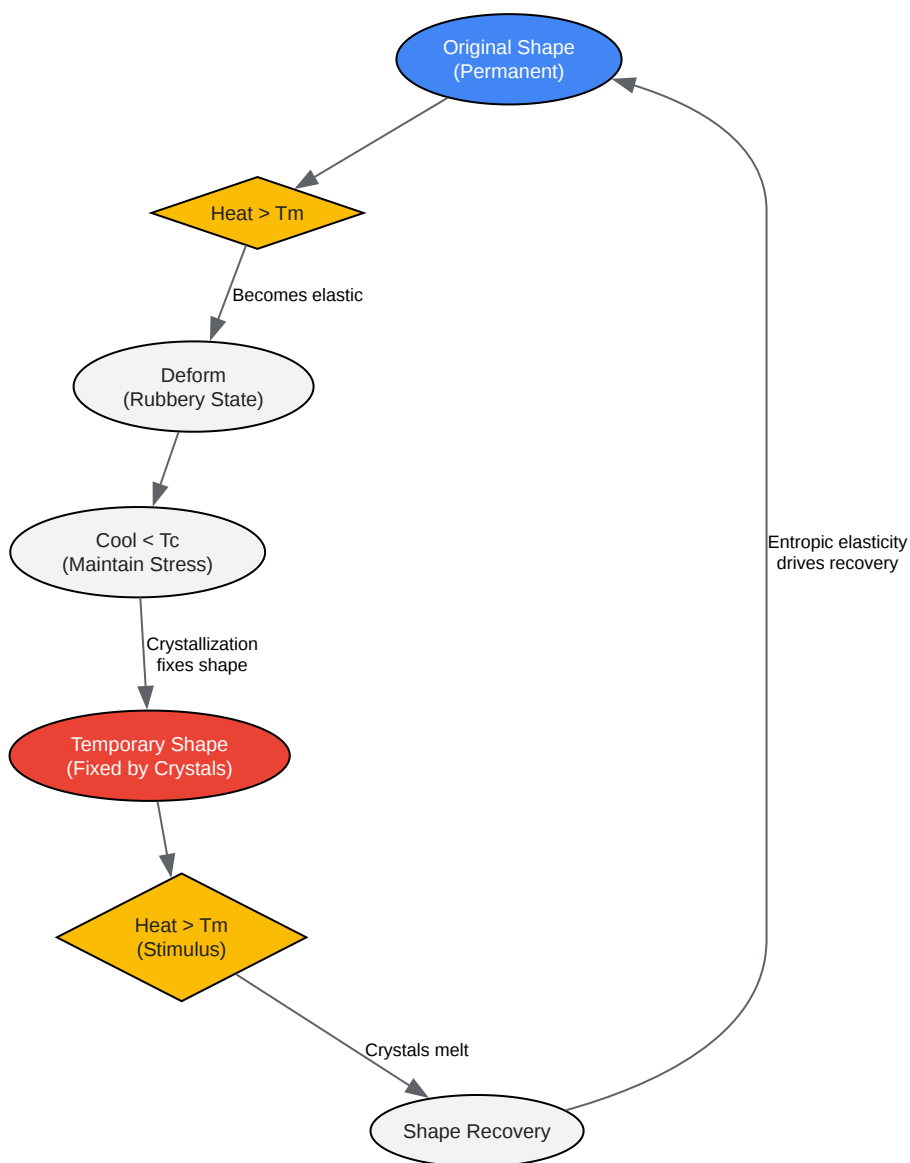 Original Shape
(Permanent)
Heat > Tm
Becomes elastic
Deform
(Rubbery State)
Cool < Tc
(Maintain Stress)
Entropic elasticity
drives recovery
Crystallization
fixes shape
Temporary Shape
(Fixed by Crystals)
Heat > Tm
(Stimulus)
Crystals melt
Shape Recovery